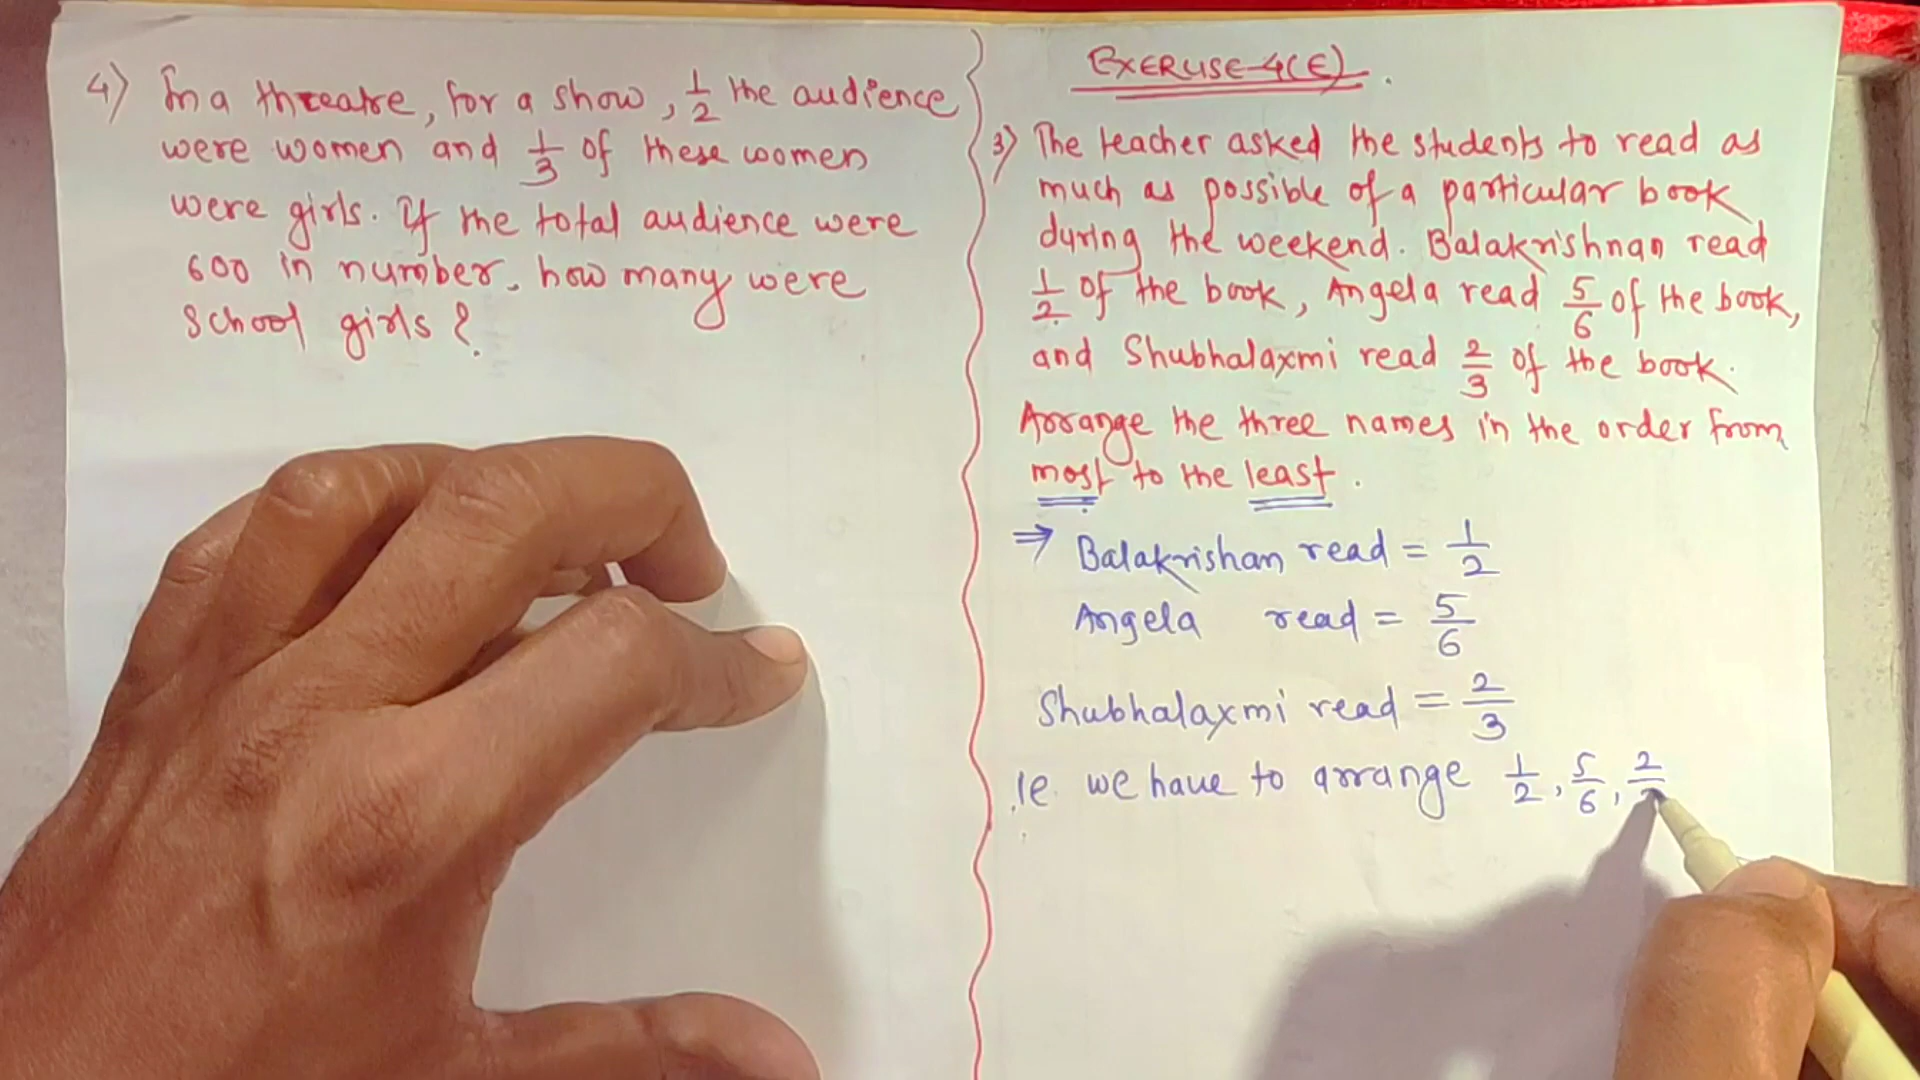 4) In a threatre, for a show, 1/2 the audience
were women and 1/3 of these women
were girls. If the total audience were
600 in number, how many were
School girls?
EXERCISE-4(E).
3) The teacher asked the students to read as
much as possible of a particular book
during the weekend. Balakrishnan read
1/2 of the book, Angela read 5/6 of the book,
and Shubhalaxmi read 2/3 of the book.
Arrange the three names in the order from
most to the least.
⇒ Balakrishan read = 1/2
Angela read = 5/6
Shubhalaxmi read = 2/3
ie. we have to arrange 1/2, 5/6, 2/